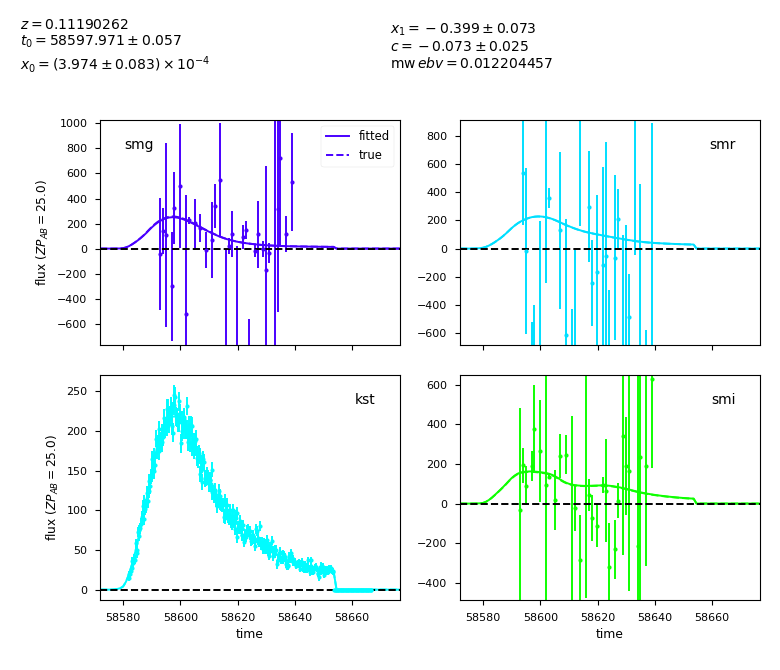 z = 0.11190262
t₀ = 58597.971 ± 0.057
x₀ = (3.974 ± 0.083) × 10⁻⁴
x₁ = −0.399 ± 0.073
c = −0.073 ± 0.025
mw ebv = 0.012204457
smg
fitted
true
1000
800
600
400
200
0
−200
−400
−600
flux (ZP_AB = 25.0)
smr
800
600
400
200
0
−200
−400
−600
kst
250
200
150
100
50
0
flux (ZP_AB = 25.0)
58580 58600 58620 58640 58660
time
smi
600
400
200
0
−200
−400
58580 58600 58620 58640 58660
time